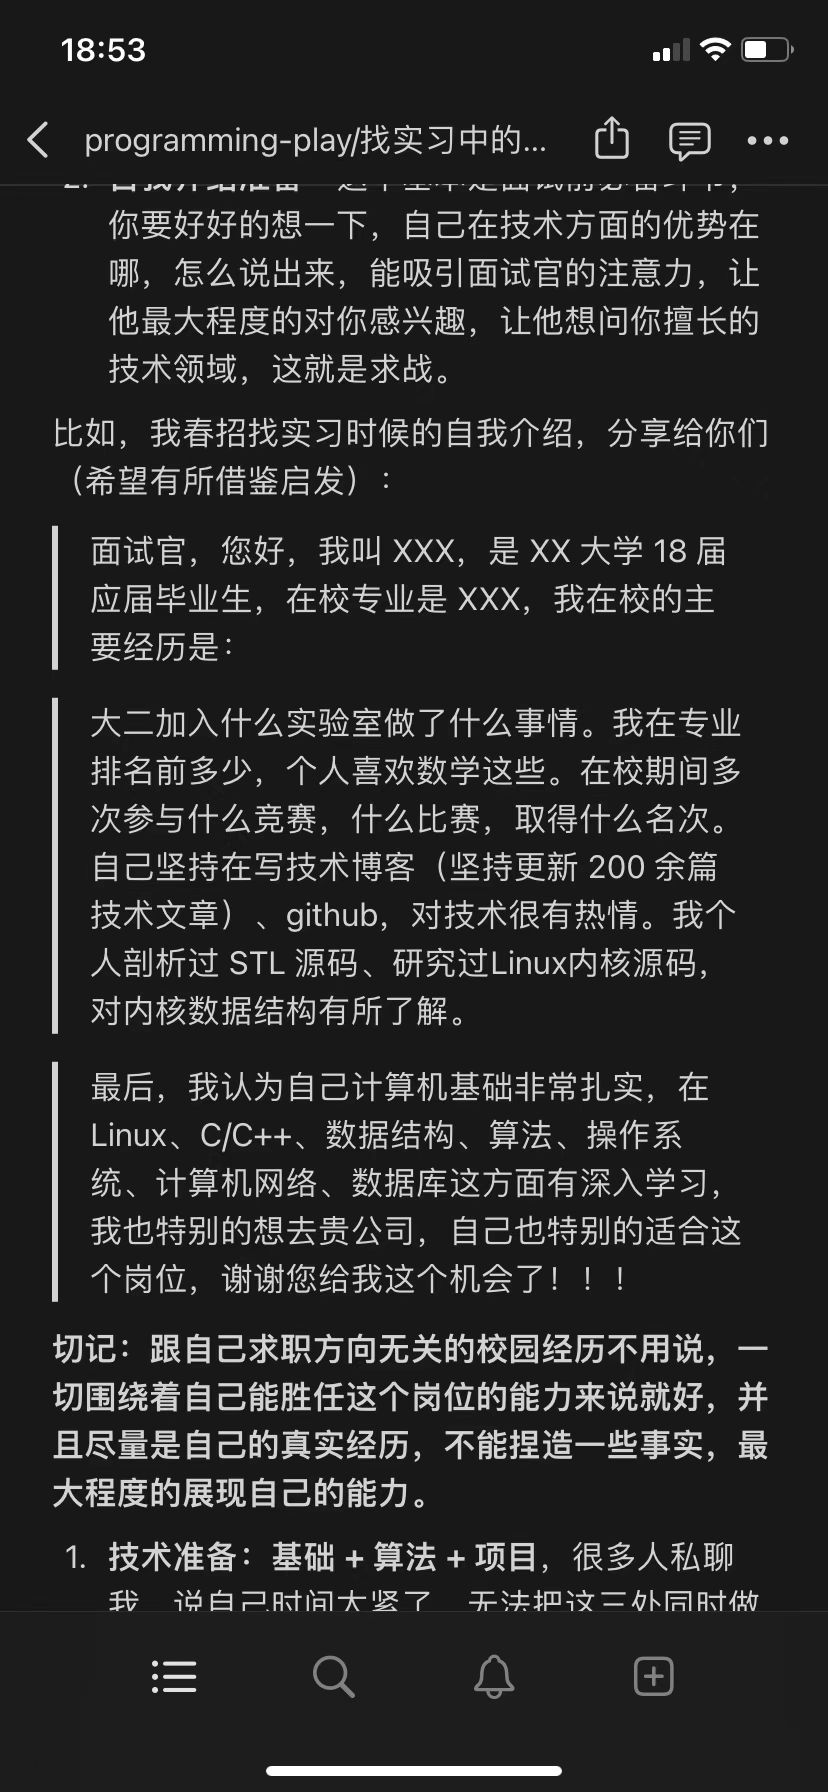 18:53
programming-play/找实习中的...
2. 自我介绍准备
你要好好的想一下，自己在技术方面的优势在
哪，怎么说出来，能吸引面试官的注意力，让
他最大程度的对你感兴趣，让他想问你擅长的
技术领域，这就是求战。
比如，我春招找实习时候的自我介绍，分享给你们
（希望有所借鉴启发）：
面试官，您好，我叫 XXX，是 XX 大学 18 届
应届毕业生，在校专业是 XXX，我在校的主
要经历是：
大二加入什么实验室做了什么事情。我在专业
排名前多少，个人喜欢数学这些。在校期间多
次参与什么竞赛，什么比赛，取得什么名次。
自己坚持在写技术博客（坚持更新 200 余篇
技术文章）、github，对技术很有热情。我个
人剖析过 STL 源码、研究过Linux内核源码，
对内核数据结构有所了解。
最后，我认为自己计算机基础非常扎实，在
Linux、C/C++、数据结构、算法、操作系
统、计算机网络、数据库这方面有深入学习，
我也特别的想去贵公司，自己也特别的适合这
个岗位，谢谢您给我这个机会了！！！
切记：跟自己求职方向无关的校园经历不用说，一
切围绕着自己能胜任这个岗位的能力来说就好，并
且尽量是自己的真实经历，不能捏造一些事实，最
大程度的展现自己的能力。
1. 技术准备：基础 + 算法 + 项目，很多人私聊
我，说自己时间太紧了，无法把这三处同时做